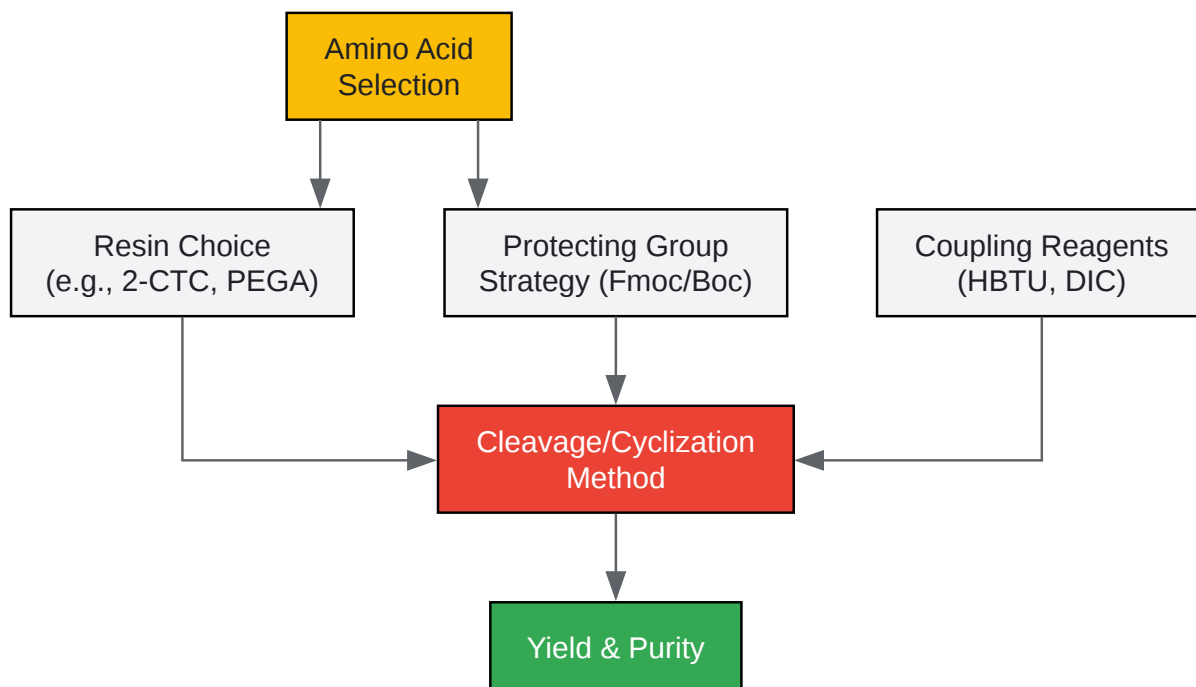 Amino Acid
Selection
Resin Choice
(e.g., 2-CTC, PEGA)
Protecting Group
Strategy (Fmoc/Boc)
Coupling Reagents
(HBTU, DIC)
Cleavage/Cyclization
Method
Yield & Purity